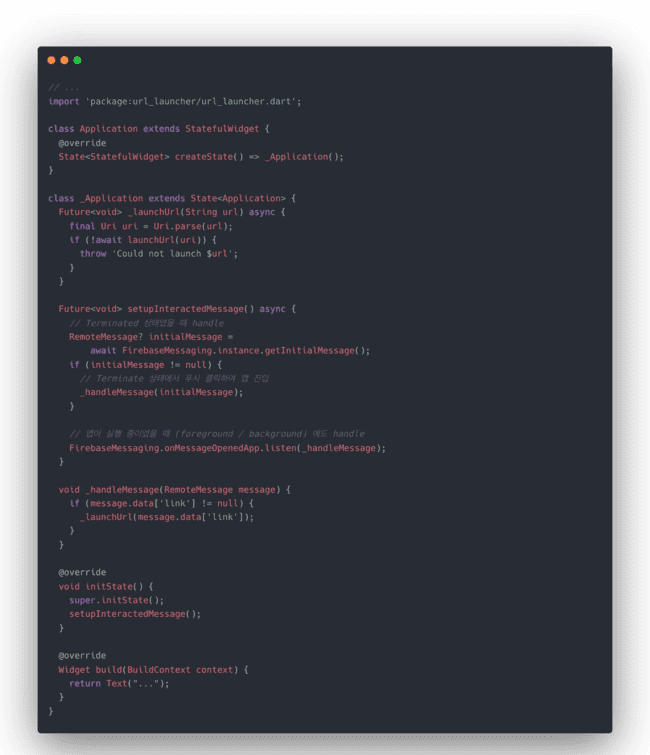 // ...
import 'package:url_launcher/url_launcher.dart';

class Application extends StatefulWidget {
  @override
  State<StatefulWidget> createState() => _Application();
}

class _Application extends State<Application> {
  Future<void> _launchUrl(String url) async {
    final Uri uri = Uri.parse(url);
    if (!await launchUrl(uri)) {
      throw 'Could not launch $url';
    }
  }

  Future<void> setupInteractedMessage() async {
    // Terminated 상태였을 때 handle
    RemoteMessage? initialMessage =
        await FirebaseMessaging.instance.getInitialMessage();
    if (initialMessage != null) {
      // Terminate 상태에서 푸시 클릭하여 앱 진입
      _handleMessage(initialMessage);
    }

    // 앱이 실행 중이었을 때 (foreground / background) 에도 handle
    FirebaseMessaging.onMessageOpenedApp.listen(_handleMessage);
  }

  void _handleMessage(RemoteMessage message) {
    if (message.data['link'] != null) {
      _launchUrl(message.data['link']);
    }
  }

  @override
  void initState() {
    super.initState();
    setupInteractedMessage();
  }

  @override
  Widget build(BuildContext context) {
    return Text("...");
  }
}